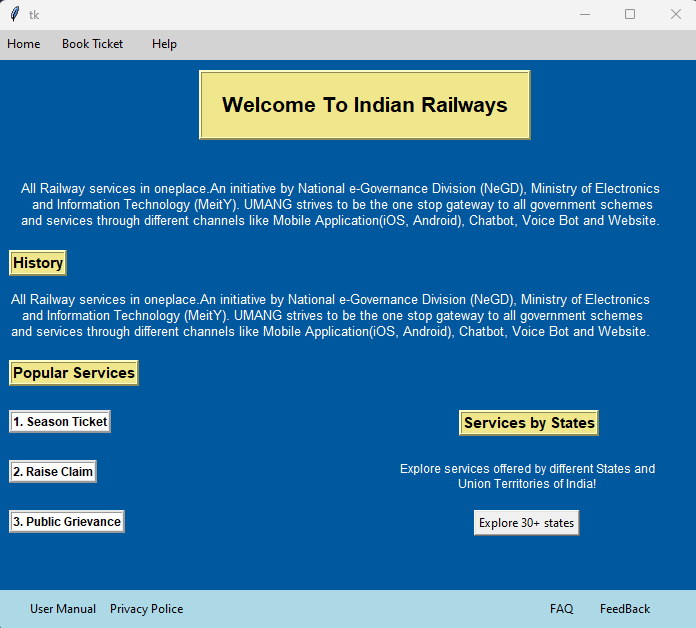 tk
Home Book Ticket Help
Welcome To Indian Railways
All Railway services in oneplace.An initiative by National e-Governance Division (NeGD), Ministry of Electronics
and Information Technology (MeitY). UMANG strives to be the one stop gateway to all government schemes
and services through different channels like Mobile Application(iOS, Android), Chatbot, Voice Bot and Website.
History
All Railway services in oneplace.An initiative by National e-Governance Division (NeGD), Ministry of Electronics
and Information Technology (MeitY). UMANG strives to be the one stop gateway to all government schemes
and services through different channels like Mobile Application(iOS, Android), Chatbot, Voice Bot and Website.
Popular Services
1. Season Ticket
2. Raise Claim
3. Public Grievance
Services by States
Explore services offered by different States and
Union Territories of India!
Explore 30+ states
User Manual Privacy Police FAQ FeedBack